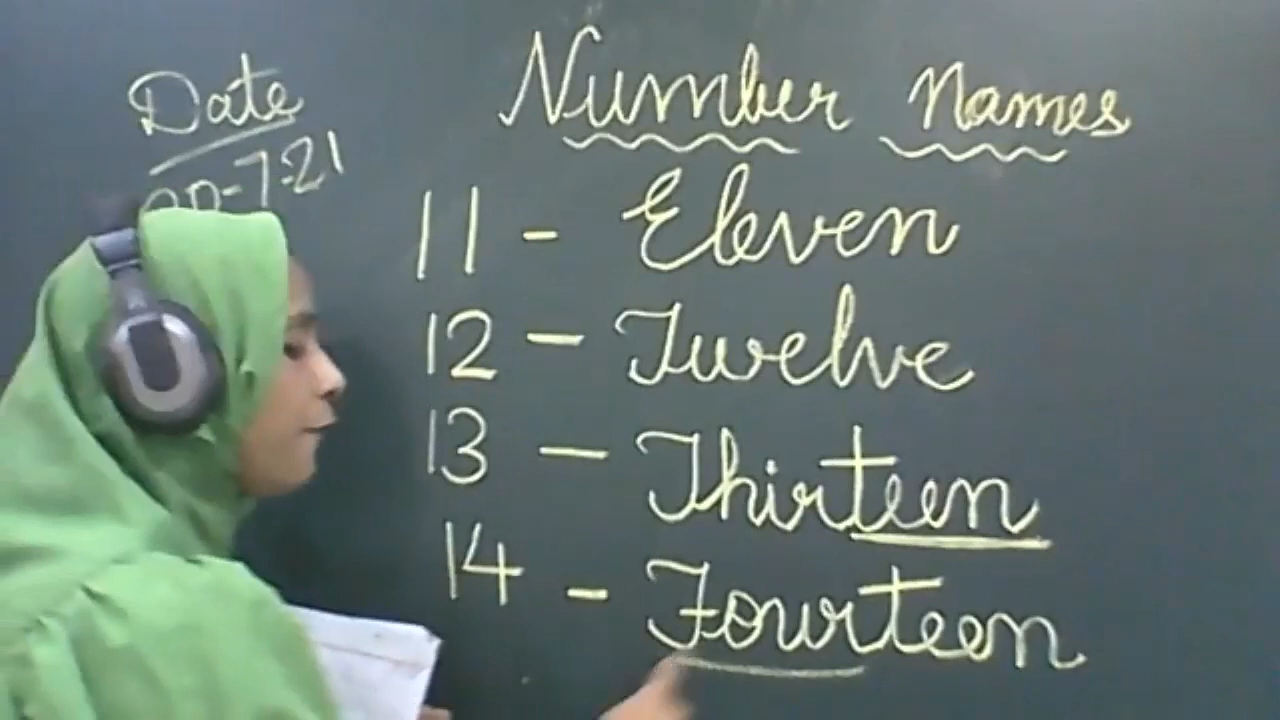 Date
Number Names
11 - Eleven
12 - Twelve
13 - Thirteen
14 - Fourteen